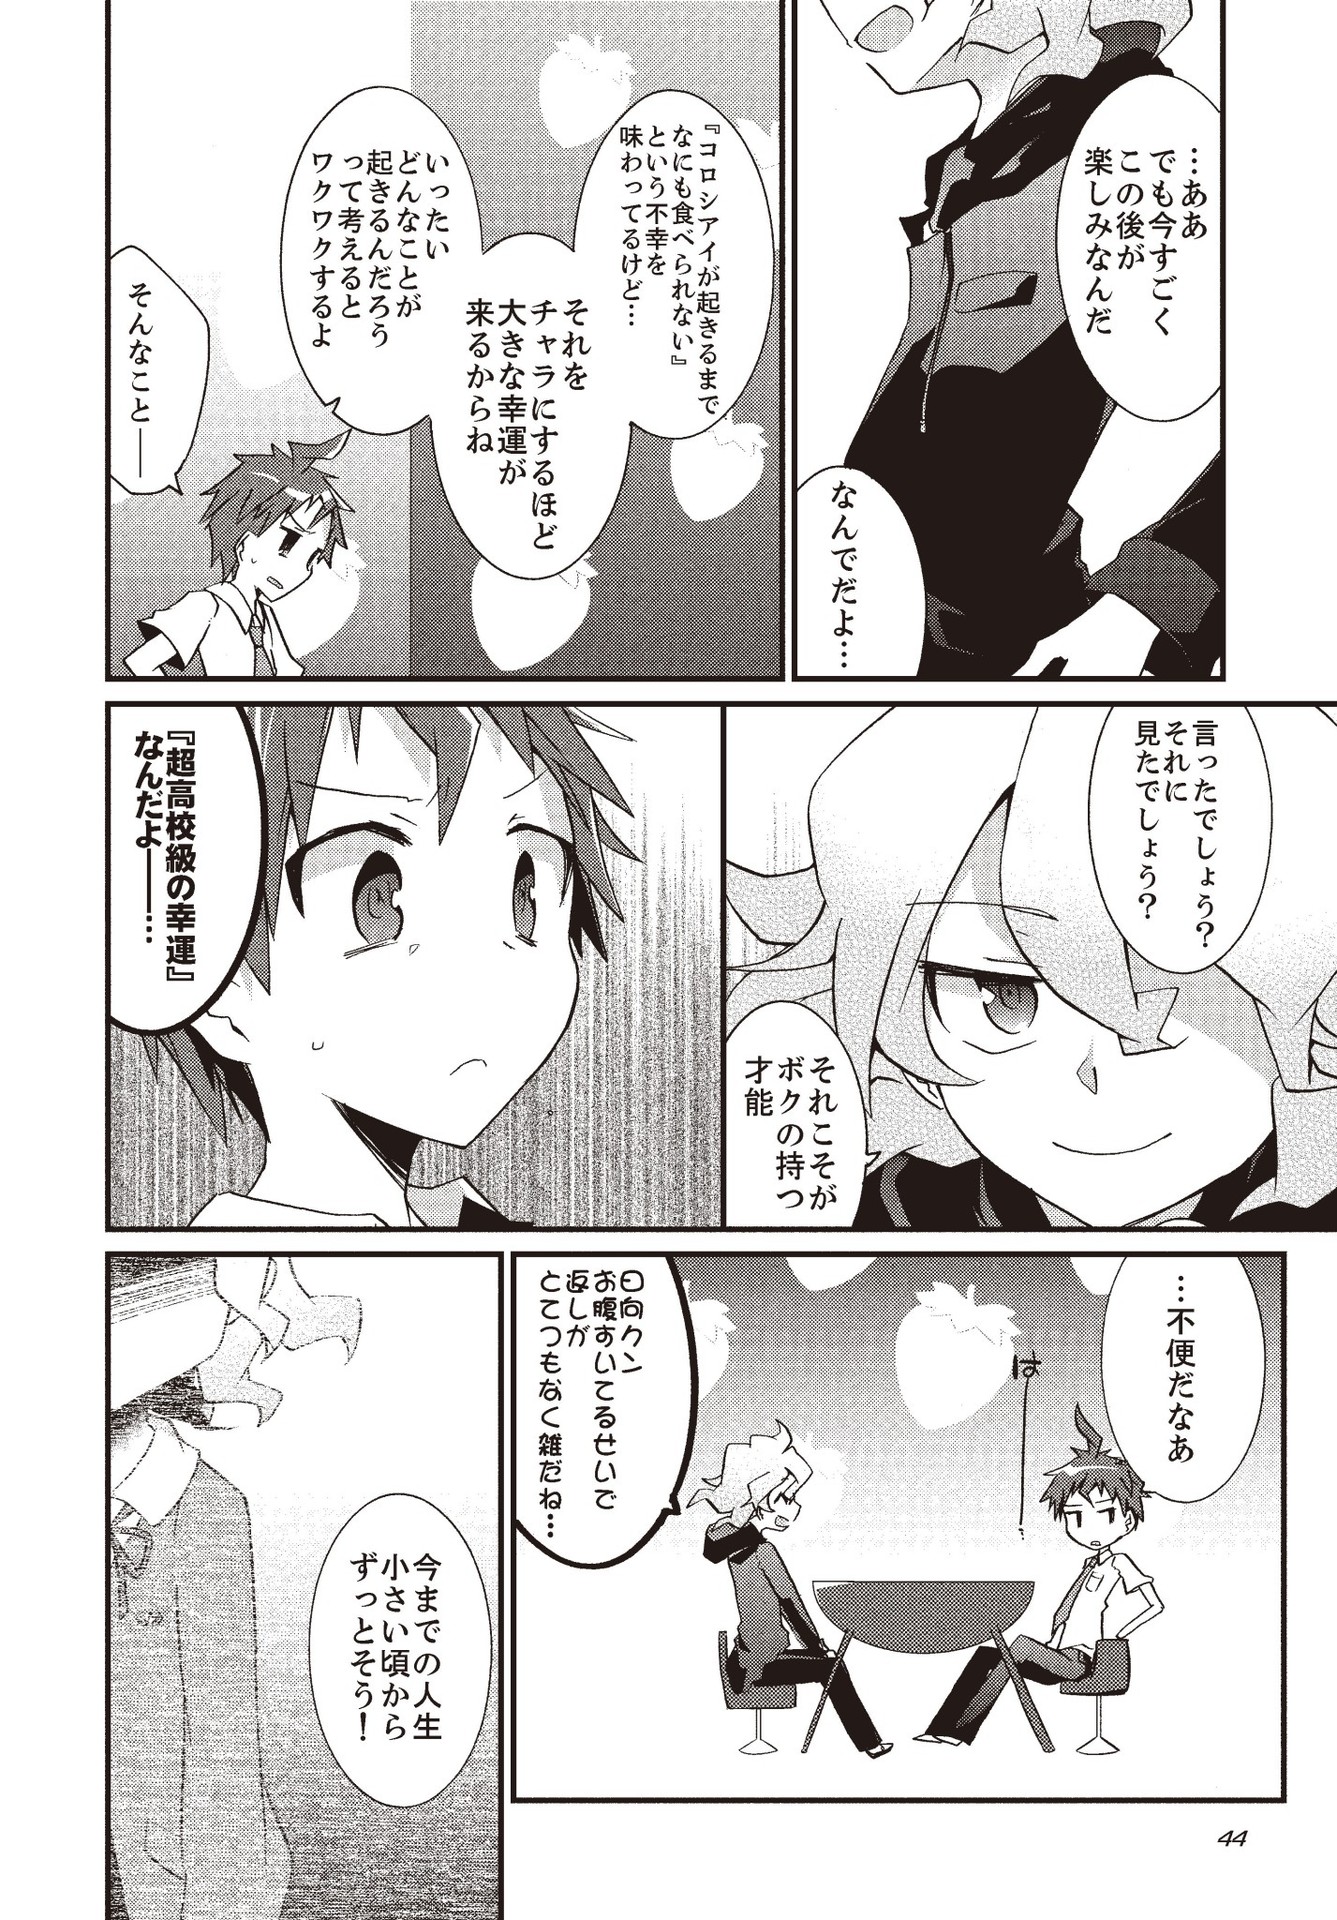 …ああ
でも今すごく
この後が
楽しみなんだ
なんでだよ…
『コロシアイが起きるまで
なにも食べられない』
という不幸を
味わってるけど…
それを
チャラにするほど
大きな幸運が
来るからね
いったい
どんなことが
起きるんだろう
って考えると
ワクワクするよ
そんなこと──
言ったでしょう?
それに
見たでしょう?
それこそが
ボクの持つ
才能
『超高校級の幸運』
なんだよ──…
…不便だなあ
は──
日向クン
お腹すいてるせいで
返しが
とてつもなく雑だね…
今までの人生
小さい頃から
ずっとそう!
44